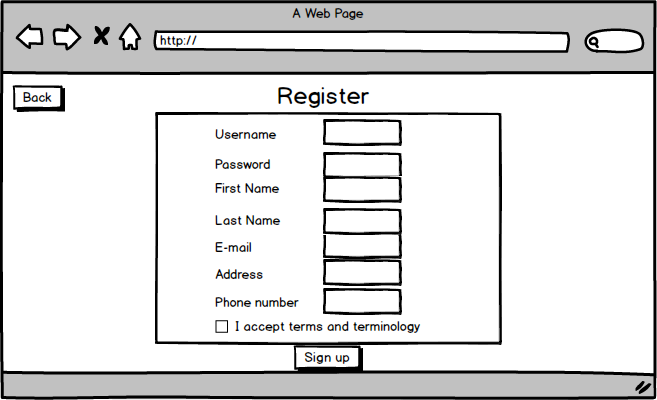 A Web Page
http://
Back
Register
Username
Password
First Name
Last Name
E-mail
Address
Phone number
I accept terms and terminology
Sign up